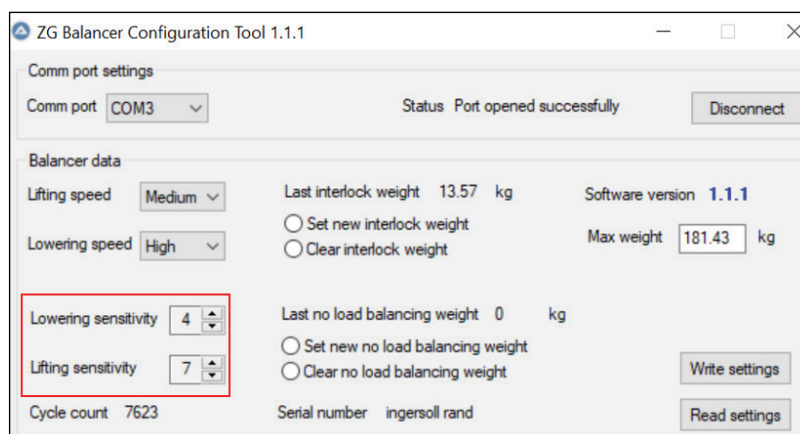 ZG Balancer Configuration Tool 1.1.1
Comm port settings
Comm port COM3 Status Port opened successfully Disconnect
Balancer data
Lifting speed Medium Last interlock weight 13.57 kg Software version 1.1.1
Set new interlock weight
Lowering speed High Clear interlock weight Max weight 181.43 kg
Lowering sensitivity 4 Last no load balancing weight 0 kg
Set new no load balancing weight
Lifting sensitivity 7 Clear no load balancing weight Write settings
Cycle count 7623 Serial number ingersoll rand Read settings